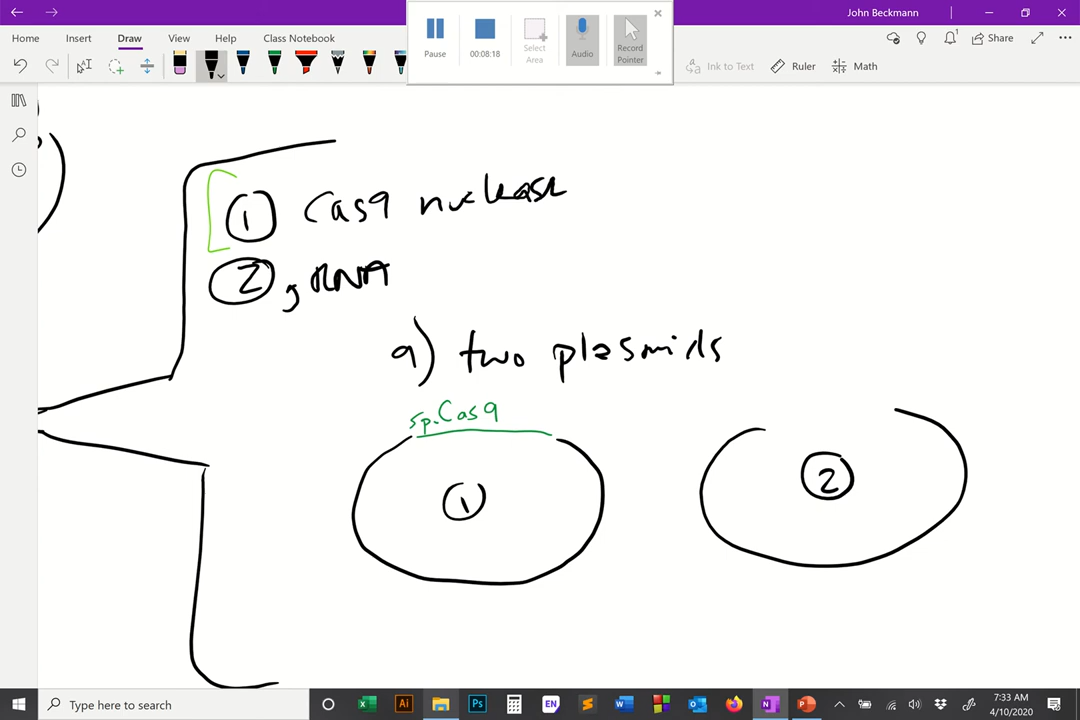 John Beckmann
Pause
00:08:18
Select Area
Audio
Record Pointer
Home Insert Draw View Help Class Notebook
Share
Ink to Text Ruler Math
1 Cas9 nuclease
2 gRNA
a) two plasmids
sp.Cas9
1
2
Type here to search
7:33 AM
4/10/2020